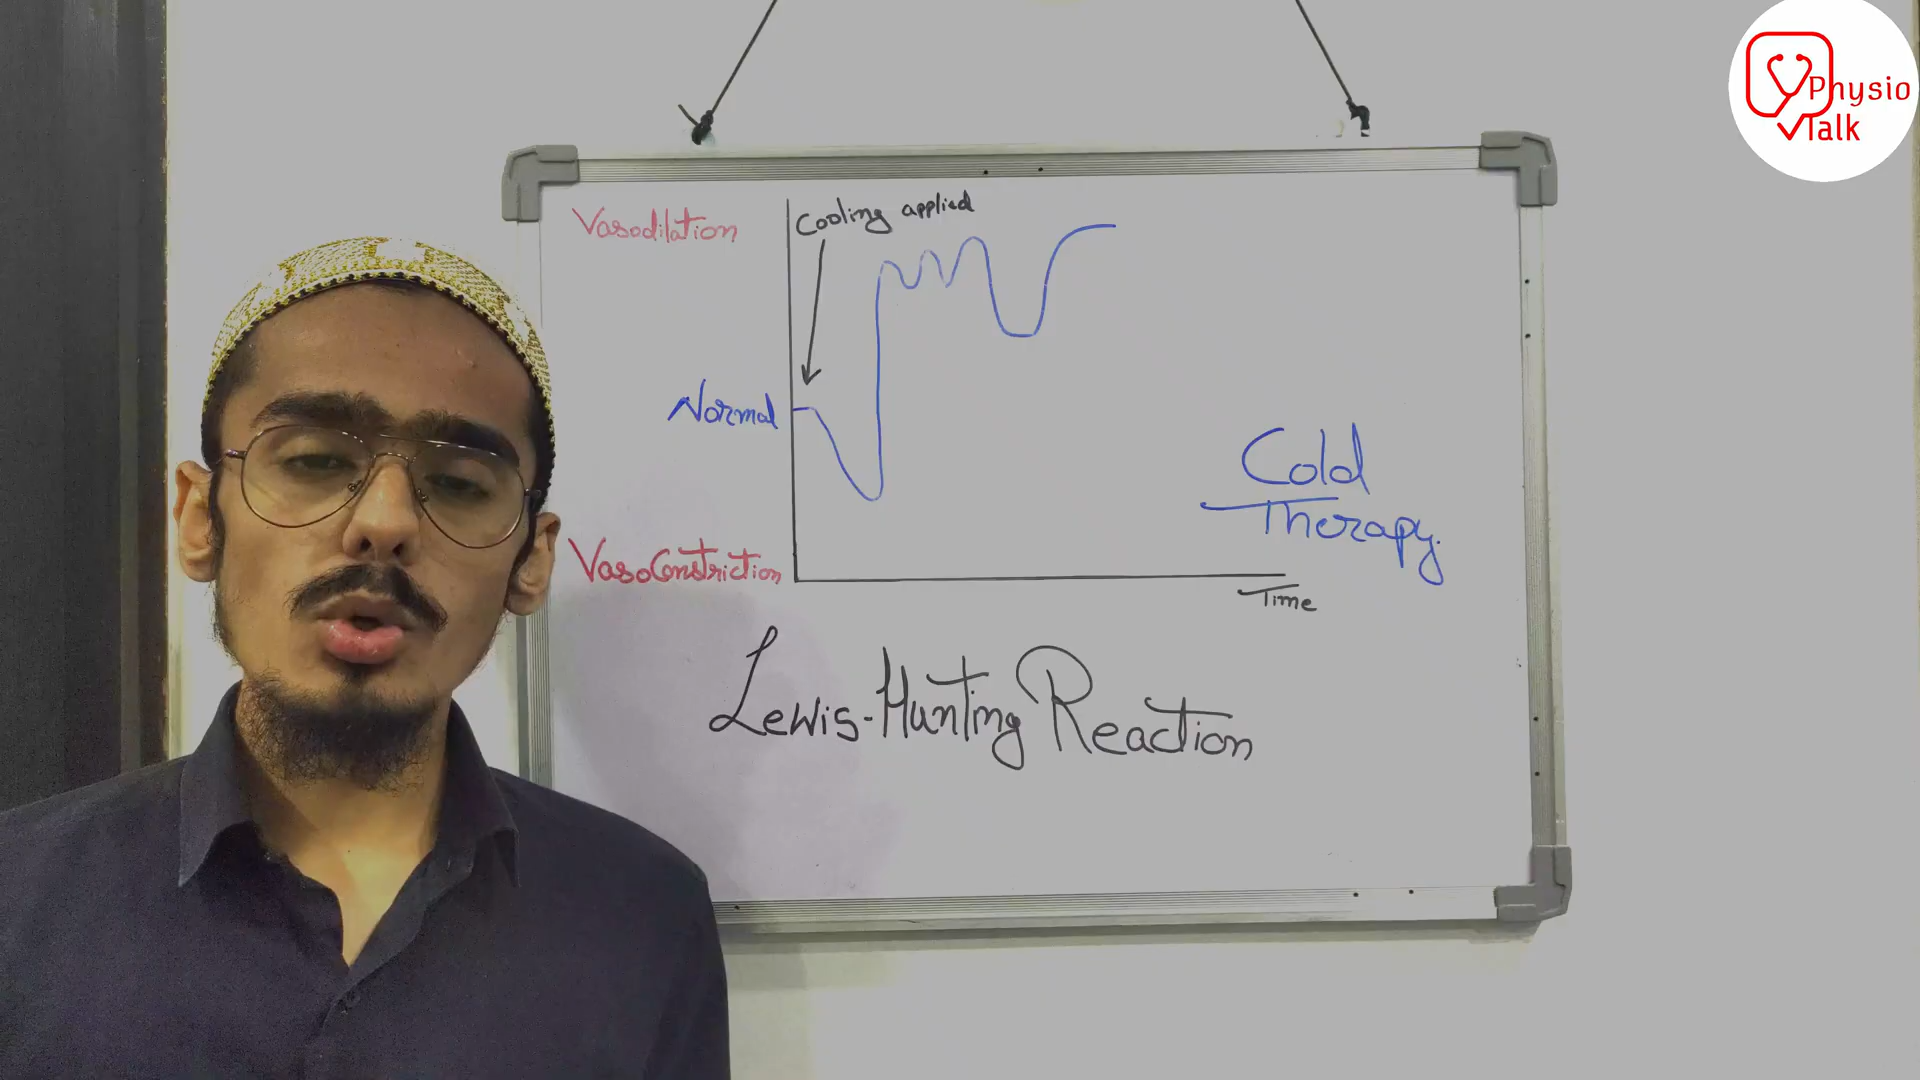 Physio
Talk
Cooling applied
Vasodilation
Normal
Cold
Therapy.
VasoConstriction
Time
Lewis-Hunting Reaction